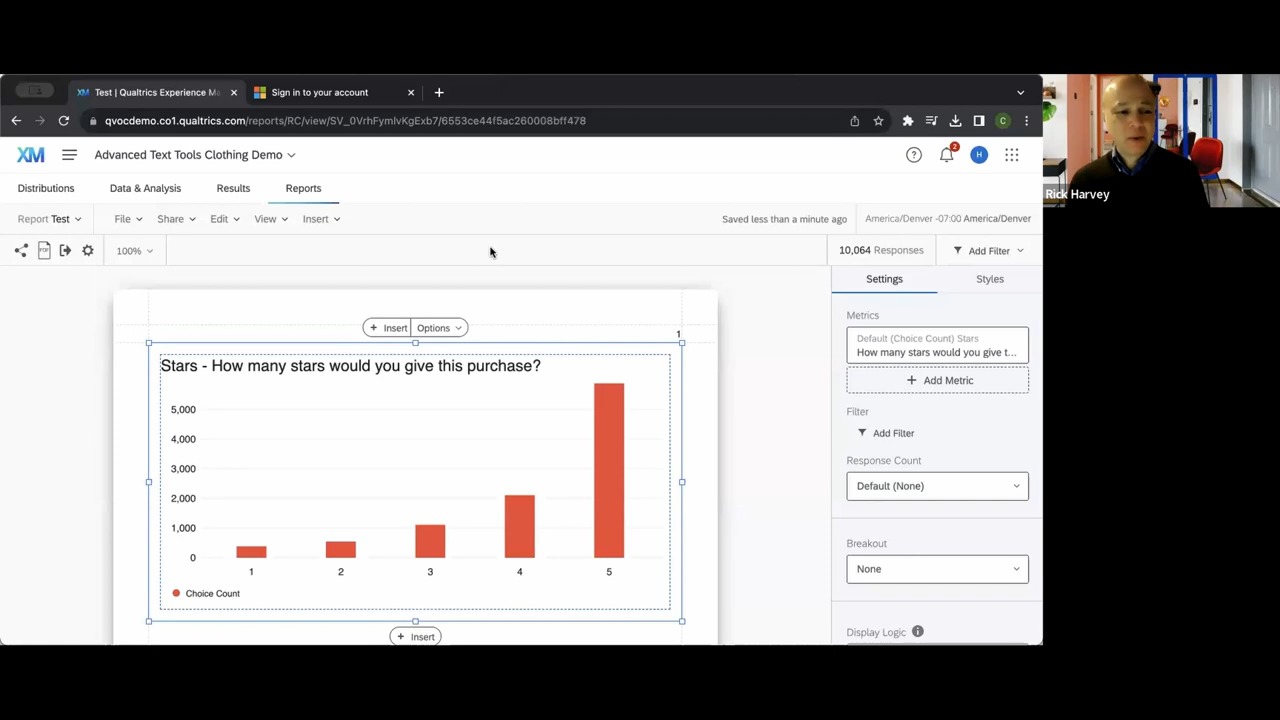 XM Test | Qualtrics Experience Ma
Sign in to your account
qvocdemo.co1.qualtrics.com/reports/RC/view/SV_0VrhFymIvKgExb7/6553ce44f5ac260008bff478
C
XM
Advanced Text Tools Clothing Demo
?
2
H
Rick Harvey
Distributions
Data & Analysis
Results
Reports
Report Test
File
Share
Edit
View
Insert
Saved less than a minute ago
America/Denver -07:00 America/Denver
PDF
100%
10,064 Responses
Add Filter
Settings
Styles
+ Insert
Options
1
Stars - How many stars would you give this purchase?
5,000
4,000
3,000
2,000
1,000
0
1
2
3
4
5
Choice Count
+ Insert
Metrics
Default (Choice Count) Stars
How many stars would you give t...
+ Add Metric
Filter
Add Filter
Response Count
Default (None)
Breakout
None
Display Logic